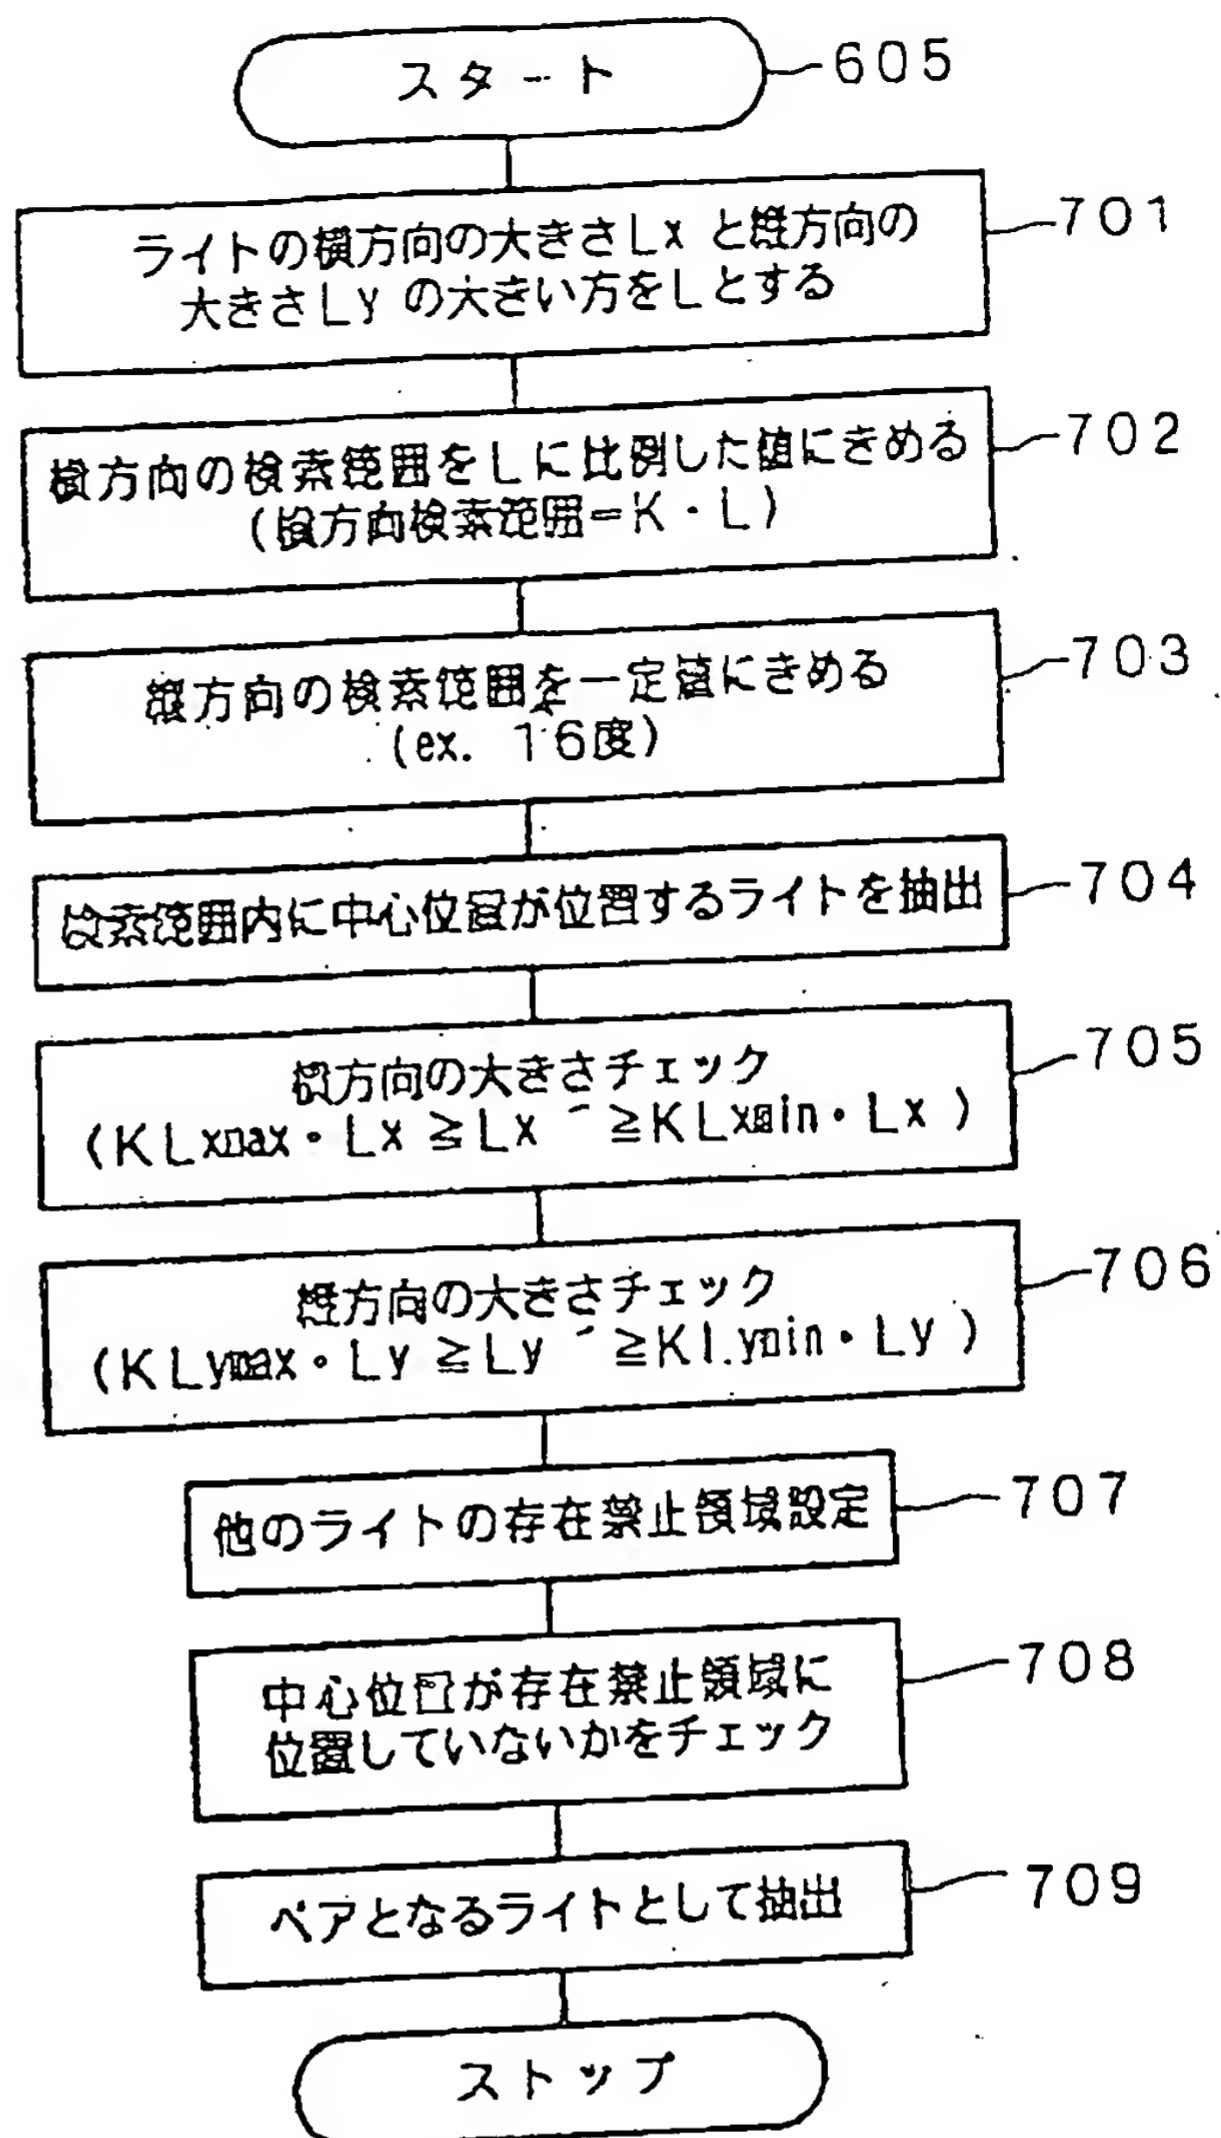 スタート 605
ライトの横方向の大きさLxと縦方向の 701
大きさLyの大きい方をLとする
横方向の検索範囲をLに比例した値にきめる 702
(横方向検索範囲=K・L)
縦方向の検索範囲を一定値にきめる 703
(ex. 16度)
検索範囲内に中心位置が位置するライトを抽出 704
横方向の大きさチェック 705
(KLxmax・Lx≧Lx´≧KLxmin・Lx)
縦方向の大きさチェック 706
(KLymax・Ly≧Ly´≧KLymin・Ly)
他のライトの存在禁止領域設定 707
中心位置が存在禁止領域に 708
位置していないかをチェック
ペアとなるライトとして抽出 709
ストップ